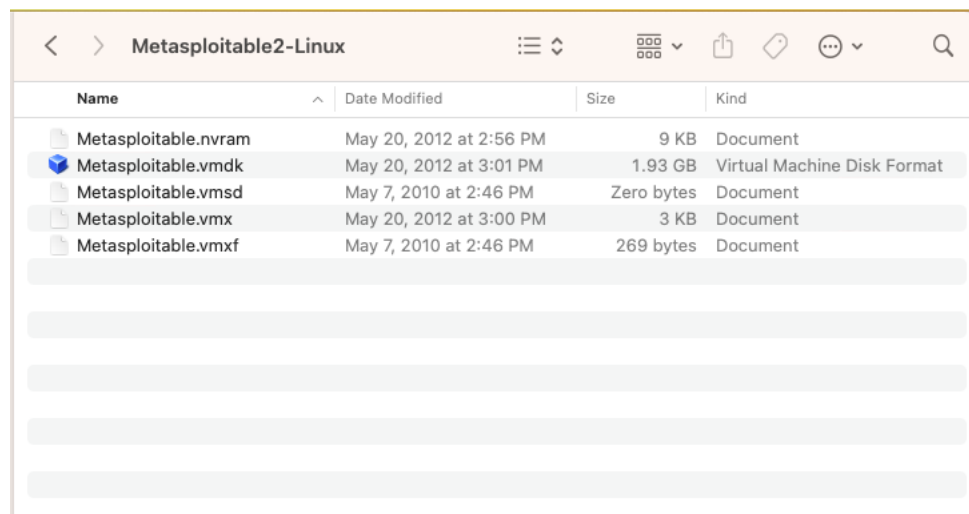 Metasploitable2-Linux
Name Date Modified Size Kind
Metasploitable.nvram May 20, 2012 at 2:56 PM 9 KB Document
Metasploitable.vmdk May 20, 2012 at 3:01 PM 1.93 GB Virtual Machine Disk Format
Metasploitable.vmsd May 7, 2010 at 2:46 PM Zero bytes Document
Metasploitable.vmx May 20, 2012 at 3:00 PM 3 KB Document
Metasploitable.vmxf May 7, 2010 at 2:46 PM 269 bytes Document